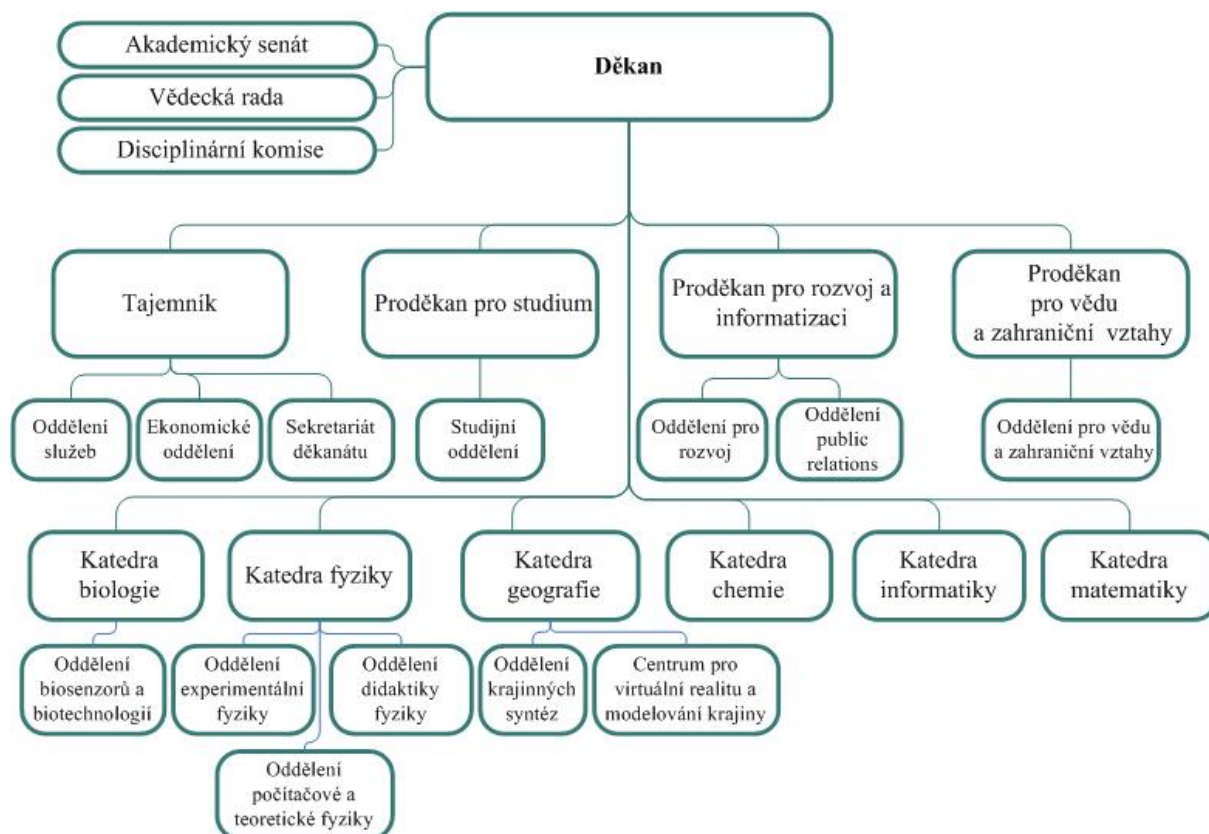 Akademický senát
Vědecká rada
Disciplinární komise
Děkan
Tajemník
Proděkan pro studium
Proděkan pro rozvoj a
informatizaci
Proděkan
pro vědu
a zahraniční vztahy
Oddělení
služeb
Ekonomické
oddělení
Sekretariát
děkanátu
Studijní
oddělení
Oddělení pro
rozvoj
Oddělení
public
relations
Oddělení pro vědu
a zahraniční vztahy
Katedra
biologie
Katedra fyziky
Katedra
geografie
Katedra
chemie
Katedra
informatiky
Katedra
matematiky
Oddělení
biosenzorů a
biotechnologií
Oddělení
experimentální
fyziky
Oddělení
didaktiky
fyziky
Oddělení
krajinných
syntéz
Centrum pro
virtuální realitu a
modelování krajiny
Oddělení
počítačové a
teoretické fyziky